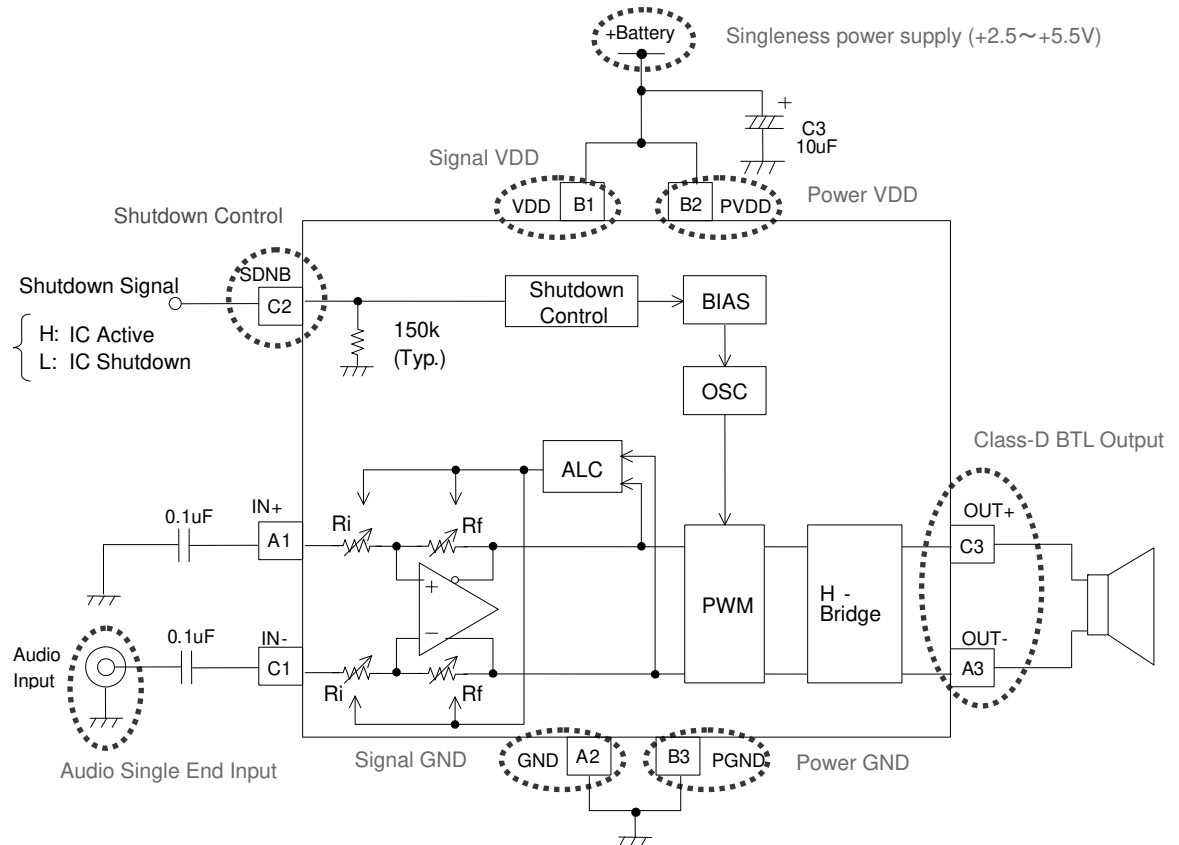 +Battery
Singleness power supply (+2.5～+5.5V)
+
C3
10uF
Signal VDD
Power VDD
VDD
B1
B2
PVDD
Shutdown Control
SDNB
Shutdown Signal
C2
H: IC Active
L: IC Shutdown
150k
(Typ.)
Shutdown
Control
BIAS
OSC
Class-D BTL Output
ALC
IN+
0.1uF
A1
Ri
Rf
OUT+
C3
+
−
PWM
H -
Bridge
Audio
Input
0.1uF
IN-
C1
Ri
Rf
OUT-
A3
Audio Single End Input
Signal GND
GND
A2
B3
PGND
Power GND